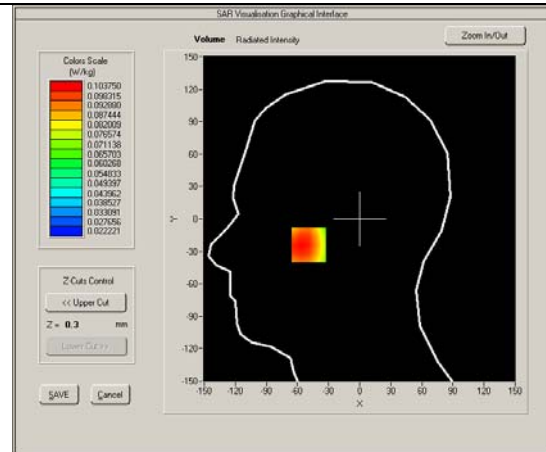 SAR Visualisation Graphical Interface
Volume Radiated Intensity
Zoom In/Out
Colors Scale
(W/kg)
0.103750
0.098315
0.092880
0.087444
0.082009
0.076574
0.071138
0.065703
0.060268
0.054833
0.049397
0.043962
0.038527
0.033091
0.027656
0.022221
Z Cuts Control
<< Upper Cut
Z = 0.3 mm
Lower Cut >>
SAVE Cancel
150
120
90
60
30
0
-30
-60
-90
-120
-150
Y
-150 -120 -90 -60 -30 0 30 60 90 120 150
X